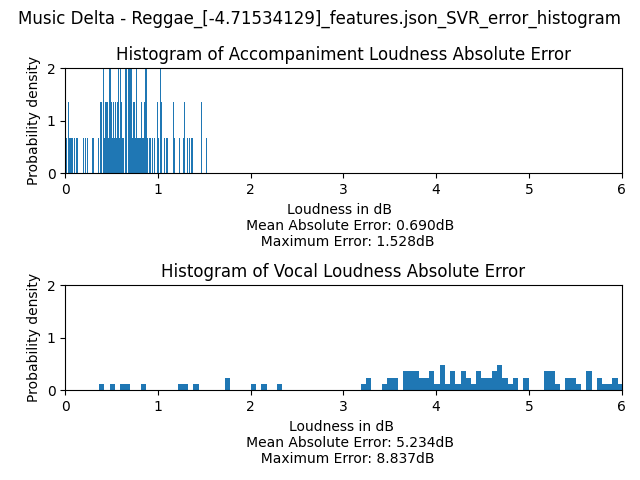 Music Delta - Reggae_[-4.71534129]_features.json_SVR_error_histogram
Histogram of Accompaniment Loudness Absolute Error
Probability density
2
1
0
0 1 2 3 4 5 6
Loudness in dB
Mean Absolute Error: 0.690dB
Maximum Error: 1.528dB
Histogram of Vocal Loudness Absolute Error
Probability density
2
1
0
0 1 2 3 4 5 6
Loudness in dB
Mean Absolute Error: 5.234dB
Maximum Error: 8.837dB